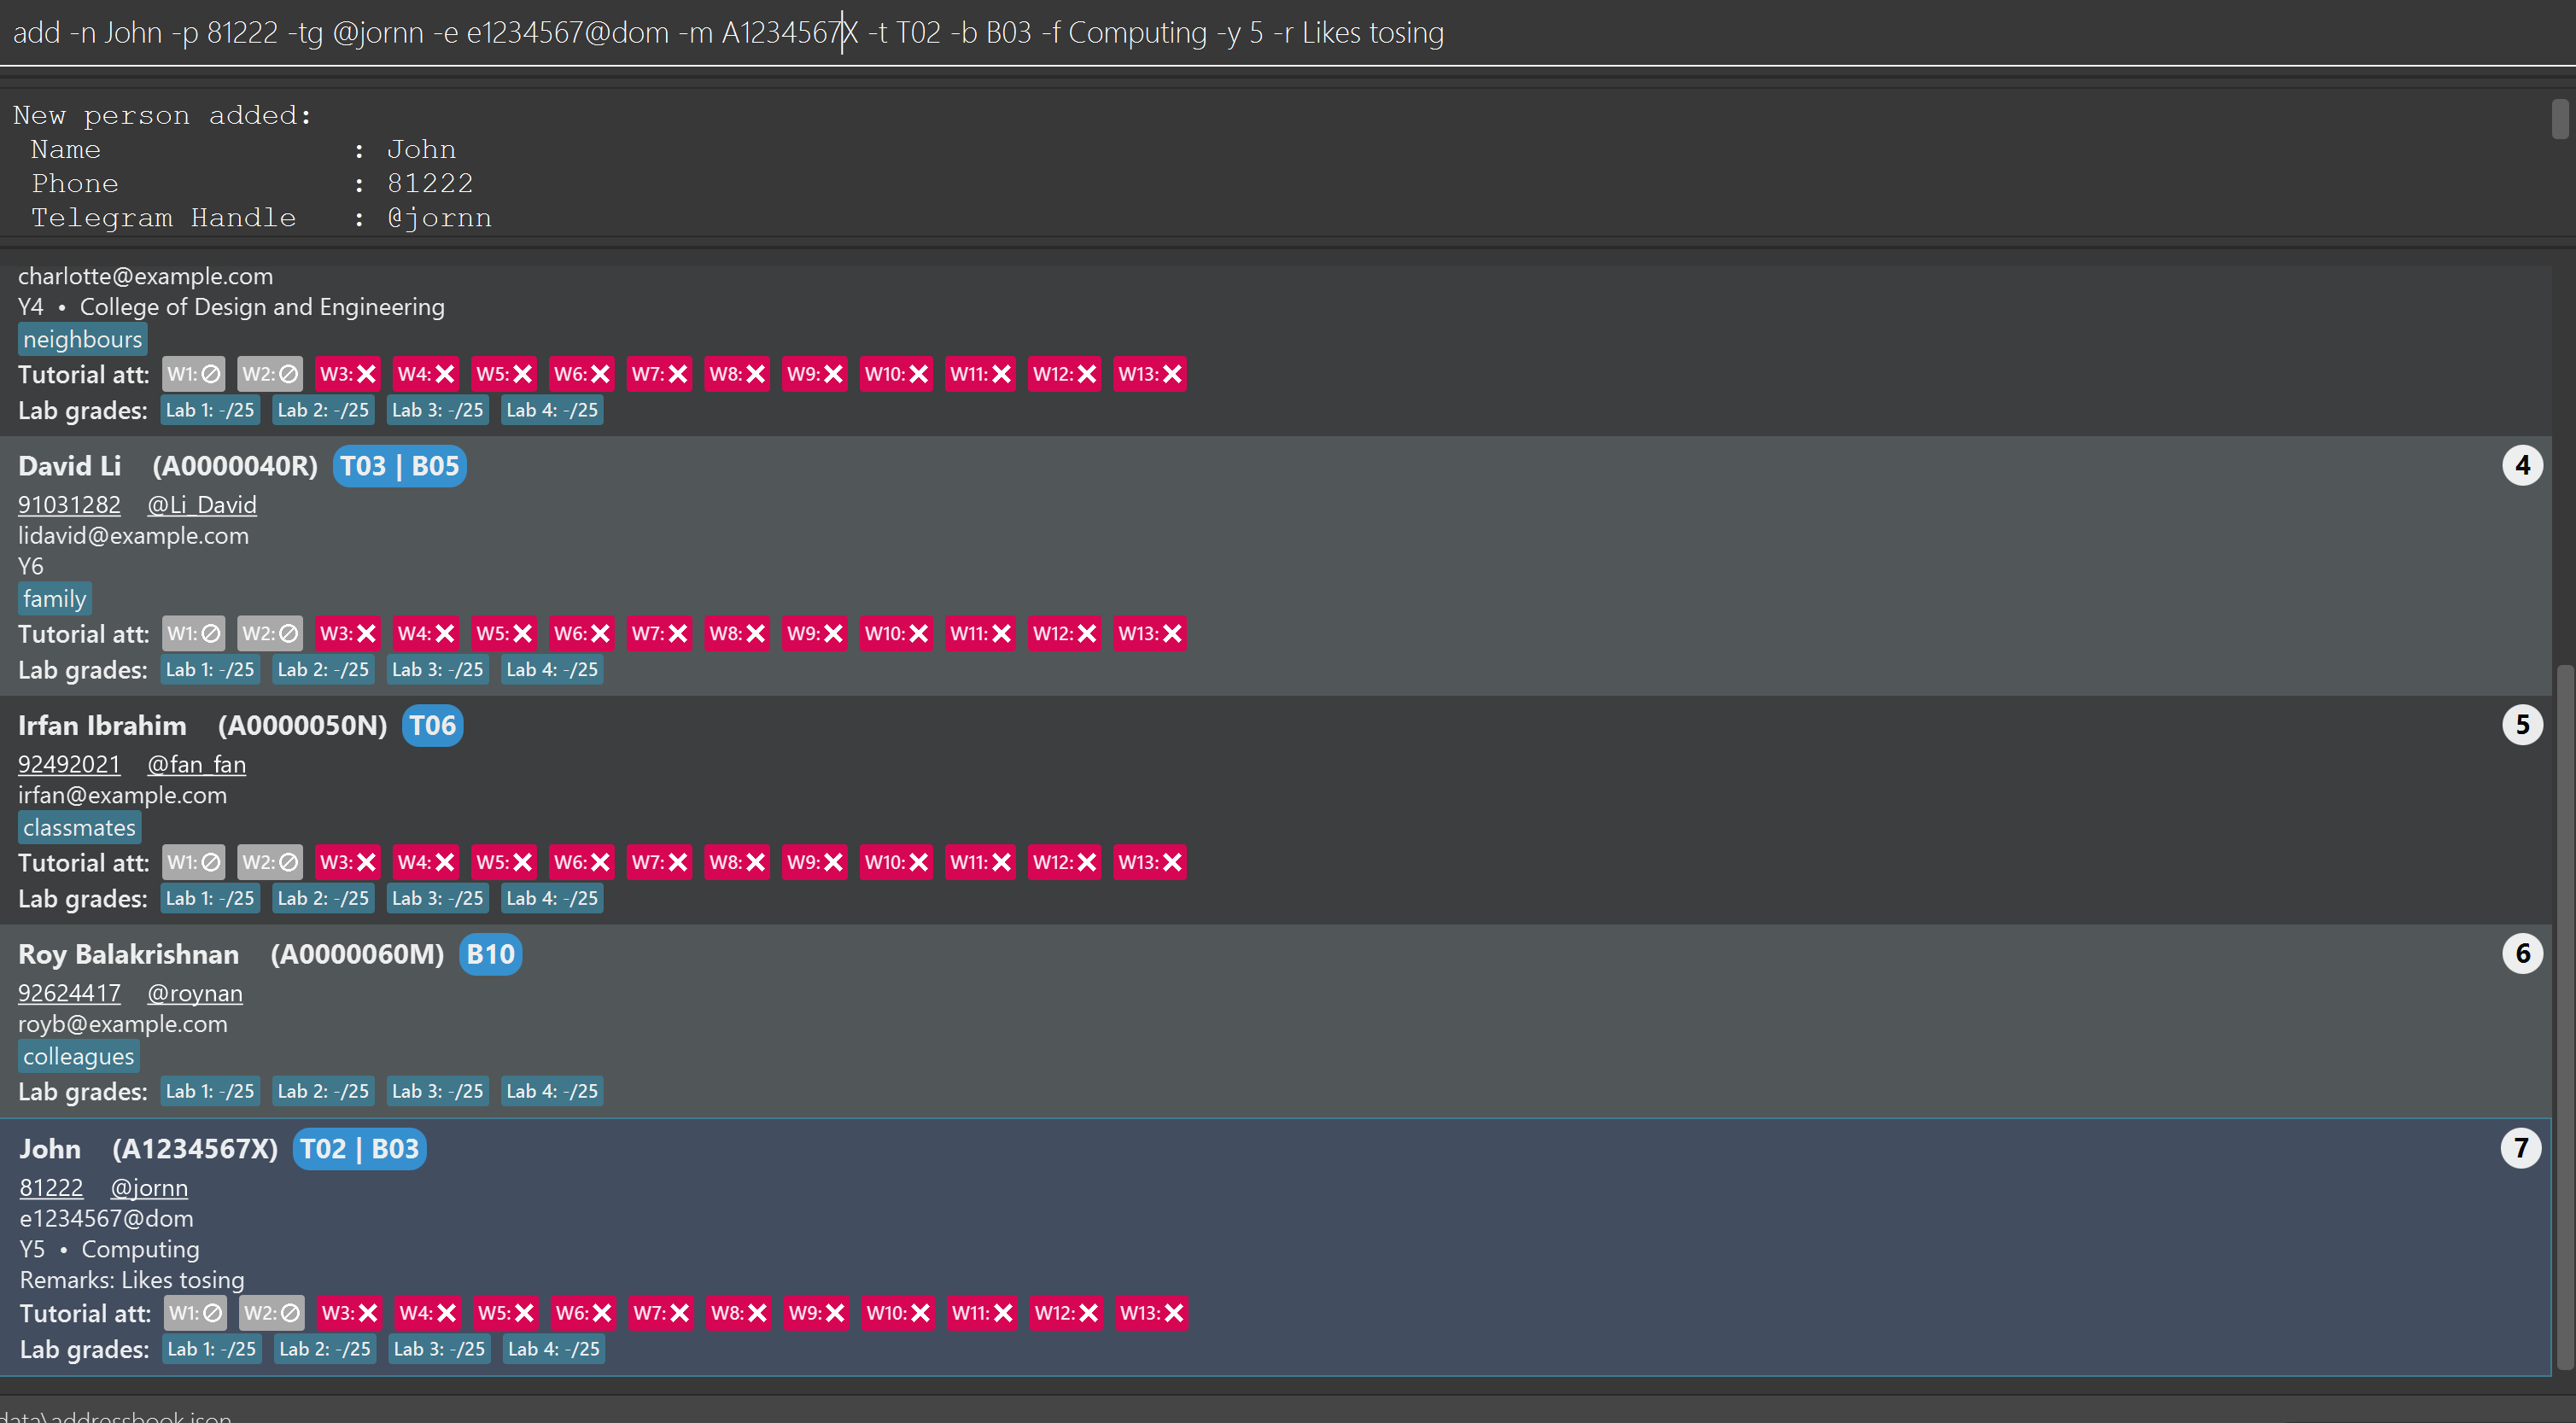 add -n John -p 81222 -tg @jornn -e e1234567@dom -m A1234567X -t T02 -b B03 -f Computing -y 5 -r Likes tosing
New person added:
Name : John
Phone : 81222
Telegram Handle : @jornn
charlotte@example.com
Y4 • College of Design and Engineering
neighbours
Tutorial att: W1: W2: W3: W4: W5: W6: W7: W8: W9: W10: W11: W12: W13:
Lab grades: Lab 1: -/25 Lab 2: -/25 Lab 3: -/25 Lab 4: -/25
David Li (A0000040R) T03 | B05 4
91031282 @Li_David
lidavid@example.com
Y6
family
Tutorial att: W1: W2: W3: W4: W5: W6: W7: W8: W9: W10: W11: W12: W13:
Lab grades: Lab 1: -/25 Lab 2: -/25 Lab 3: -/25 Lab 4: -/25
Irfan Ibrahim (A0000050N) T06 5
92492021 @fan_fan
irfan@example.com
classmates
Tutorial att: W1: W2: W3: W4: W5: W6: W7: W8: W9: W10: W11: W12: W13:
Lab grades: Lab 1: -/25 Lab 2: -/25 Lab 3: -/25 Lab 4: -/25
Roy Balakrishnan (A0000060M) B10 6
92624417 @roynan
royb@example.com
colleagues
Lab grades: Lab 1: -/25 Lab 2: -/25 Lab 3: -/25 Lab 4: -/25
John (A1234567X) T02 | B03 7
81222 @jornn
e1234567@dom
Y5 • Computing
Remarks: Likes tosing
Tutorial att: W1: W2: W3: W4: W5: W6: W7: W8: W9: W10: W11: W12: W13:
Lab grades: Lab 1: -/25 Lab 2: -/25 Lab 3: -/25 Lab 4: -/25
data\addressbook.json